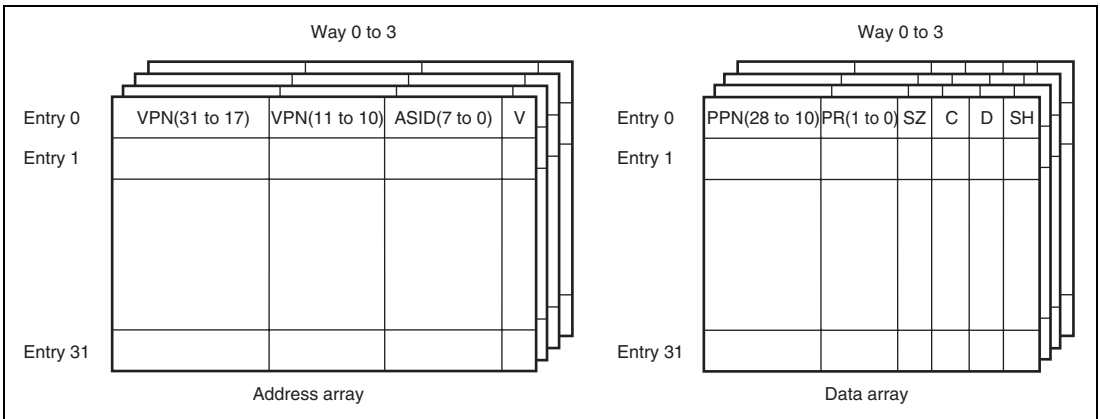 Way 0 to 3
Way 0 to 3
Entry 0
VPN(31 to 17)
VPN(11 to 10)
ASID(7 to 0)
V
Entry 1
Entry 31
Address array
Entry 0
PPN(28 to 10)
PR(1 to 0)
SZ
C
D
SH
Entry 1
Entry 31
Data array